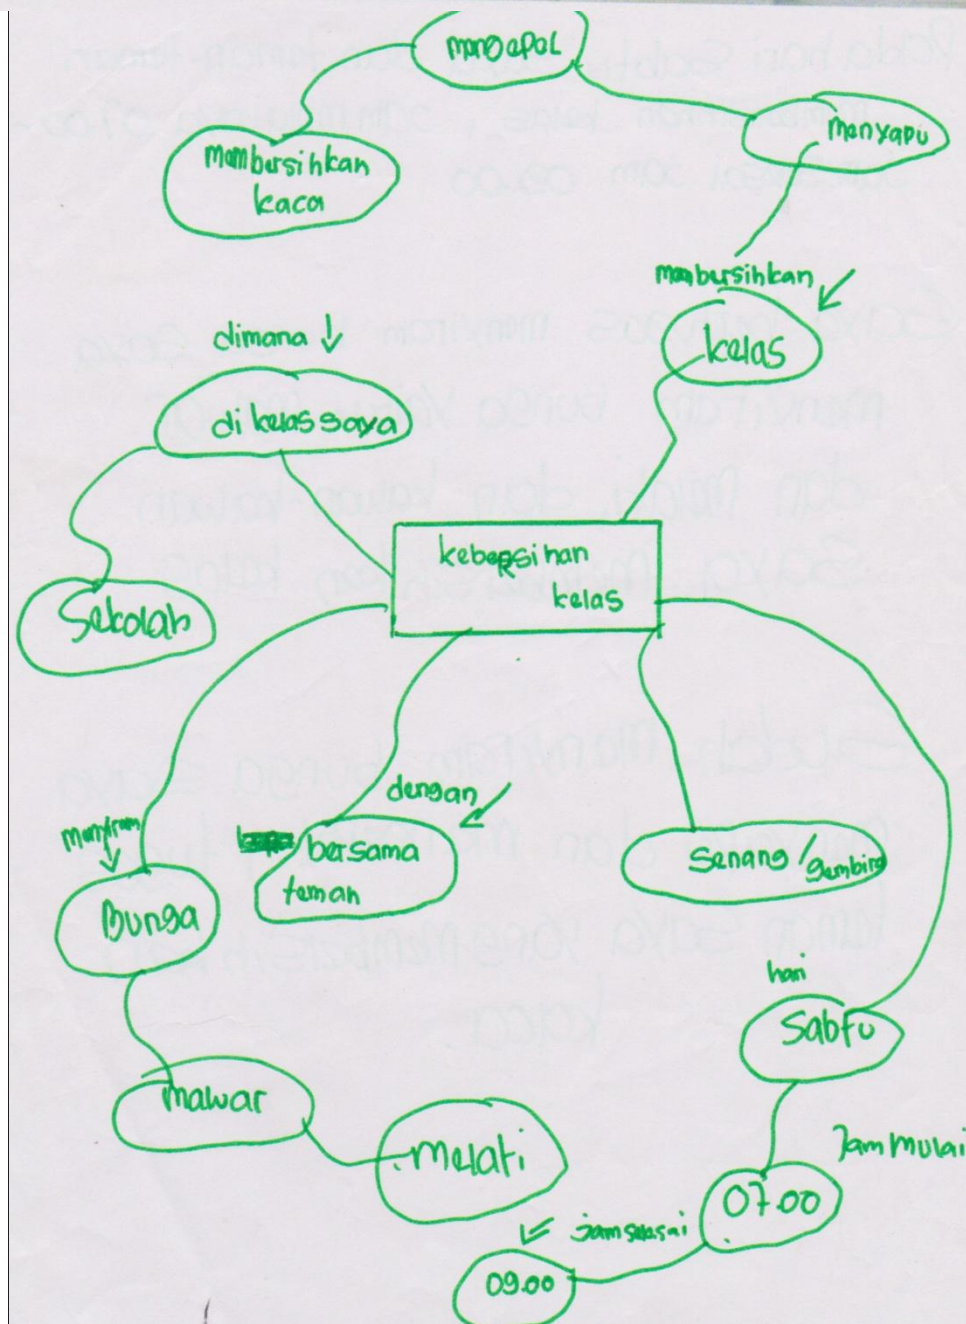 mengepel
menyapu
membersihkan
kaca
membersihkan
kelas
dimana
di kelas saya
kebeRsihan
kelas
Sekolah
dengan
menyiram
bersama
teman
Senang / gembira
Bunga
hari
Sabtu
mawar
melati
Jam mulai
07.00
jam selesai
09.00